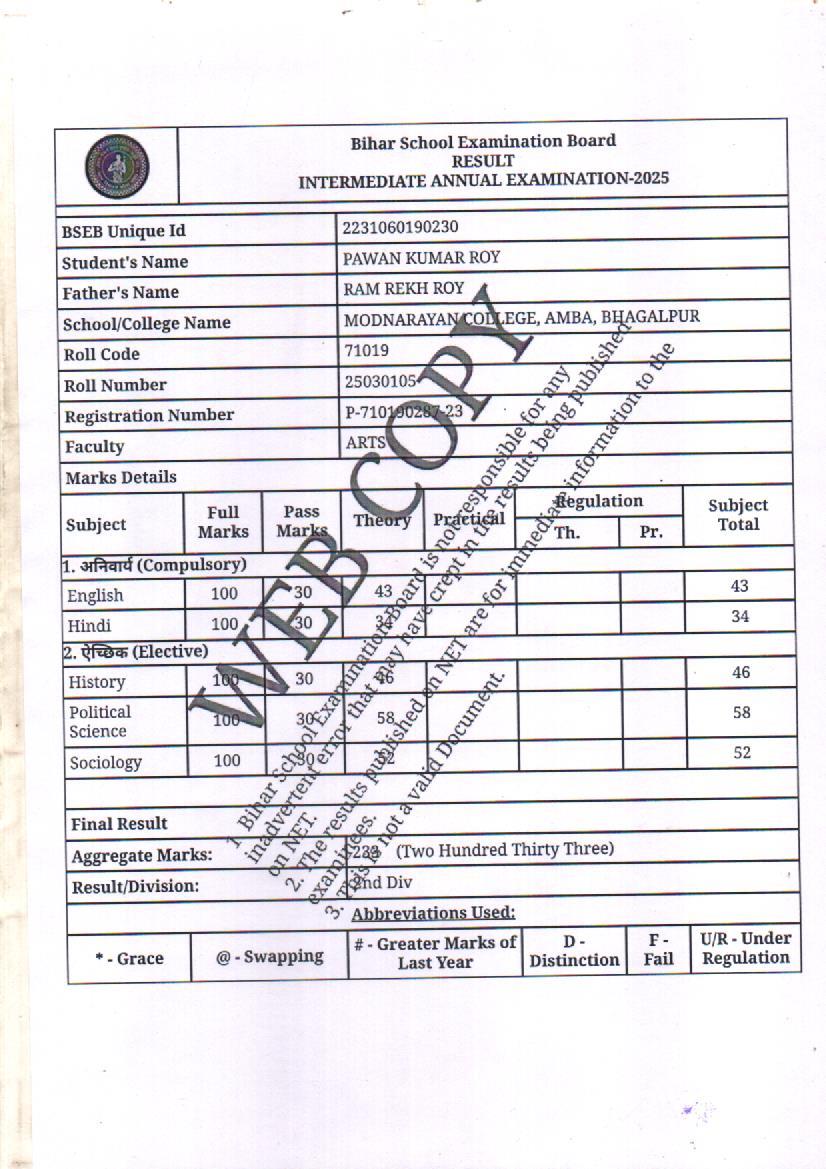 Bihar School Examination Board
RESULT
INTERMEDIATE ANNUAL EXAMINATION-2025
BSEB Unique Id 2231060190230
Student's Name PAWAN KUMAR ROY
Father's Name RAM REKH ROY
School/College Name MODNARAYAN COLLEGE, AMBA, BHAGALPUR
Roll Code 71019
Roll Number 25030105
Registration Number P-710190287-23
Faculty ARTS
Marks Details
Subject Full Marks Pass Marks Theory Practical Regulation Th. Pr. Subject Total
1. अनिवार्य (Compulsory)
English 100 30 43 43
Hindi 100 30 34 34
2. ऐच्छिक (Elective)
History 100 30 46 46
Political Science 100 30 58 58
Sociology 100 30 52 52
Final Result
Aggregate Marks: 233 (Two Hundred Thirty Three)
Result/Division: 2nd Div
Abbreviations Used:
* - Grace @ - Swapping # - Greater Marks of Last Year D - Distinction F - Fail U/R - Under Regulation
WEB COPY
1. Bihar School Examination Board is not responsible for any
inadvertent error that may have crept in the results being published
on NET.
2. The results published on NET are for immediate information to the
examinees.
3. This is not a valid Document.